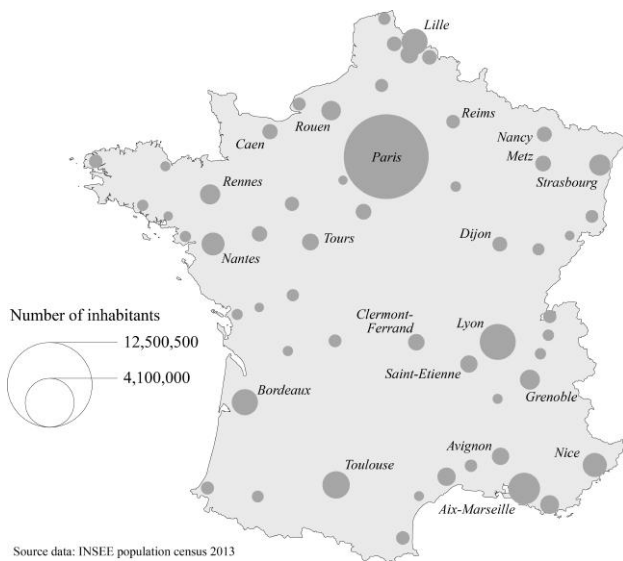 Lille
Reims
Rouen
Caen
Nancy
Metz
Paris
Strasbourg
Rennes
Tours
Dijon
Nantes
Number of inhabitants
12,500,500
4,100,000
Clermont-
Ferrand
Lyon
Saint-Etienne
Grenoble
Bordeaux
Avignon
Nice
Toulouse
Aix-Marseille
Source data: INSEE population census 2013